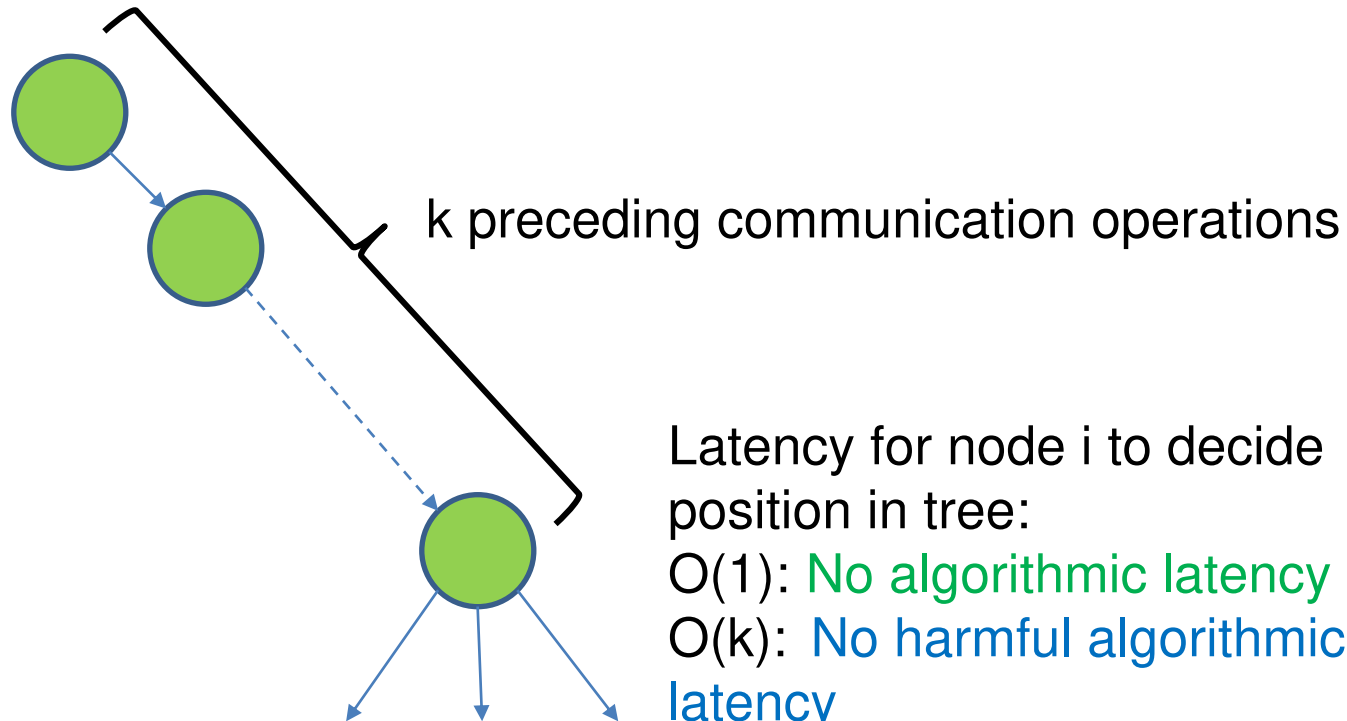 k preceding communication operations
Latency for node i to decide
position in tree:
O(1): No algorithmic latency
O(k): No harmful algorithmic
latency